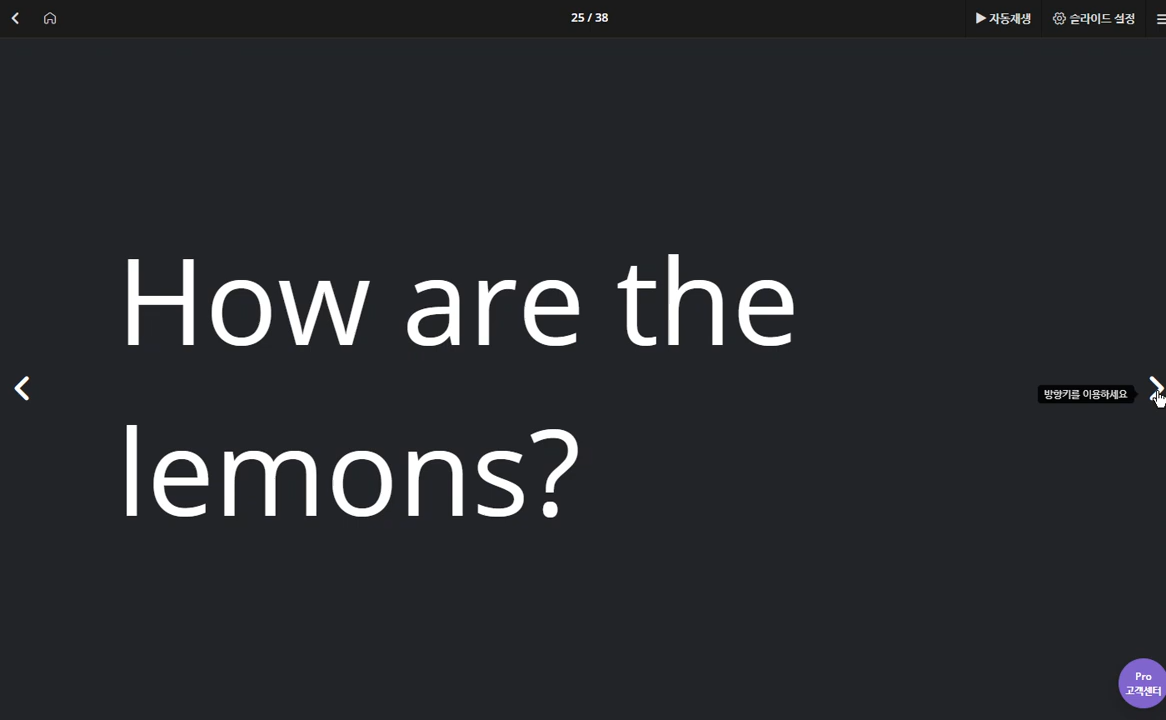 25 / 38
자동재생
슬라이드 설정
How are the
lemons?
방향키를 이용하세요
Pro
고객센터